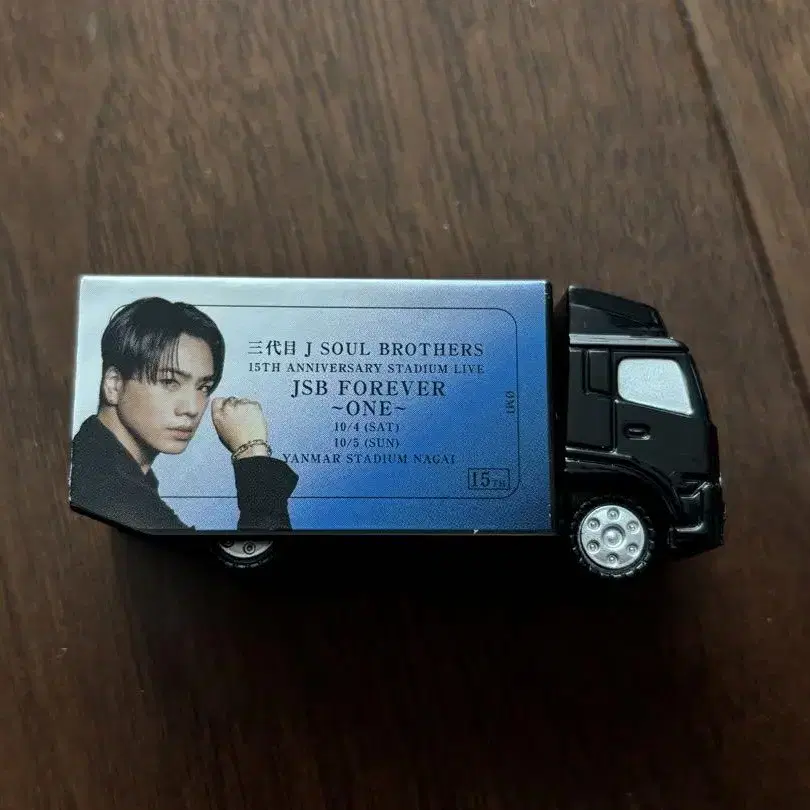 三代目 J SOUL BROTHERS
15TH ANNIVERSARY STADIUM LIVE
JSB FOREVER
~ONE~
10/4 (SAT)
10/5 (SUN)
YANMAR STADIUM NAGAI
15TH
OMI